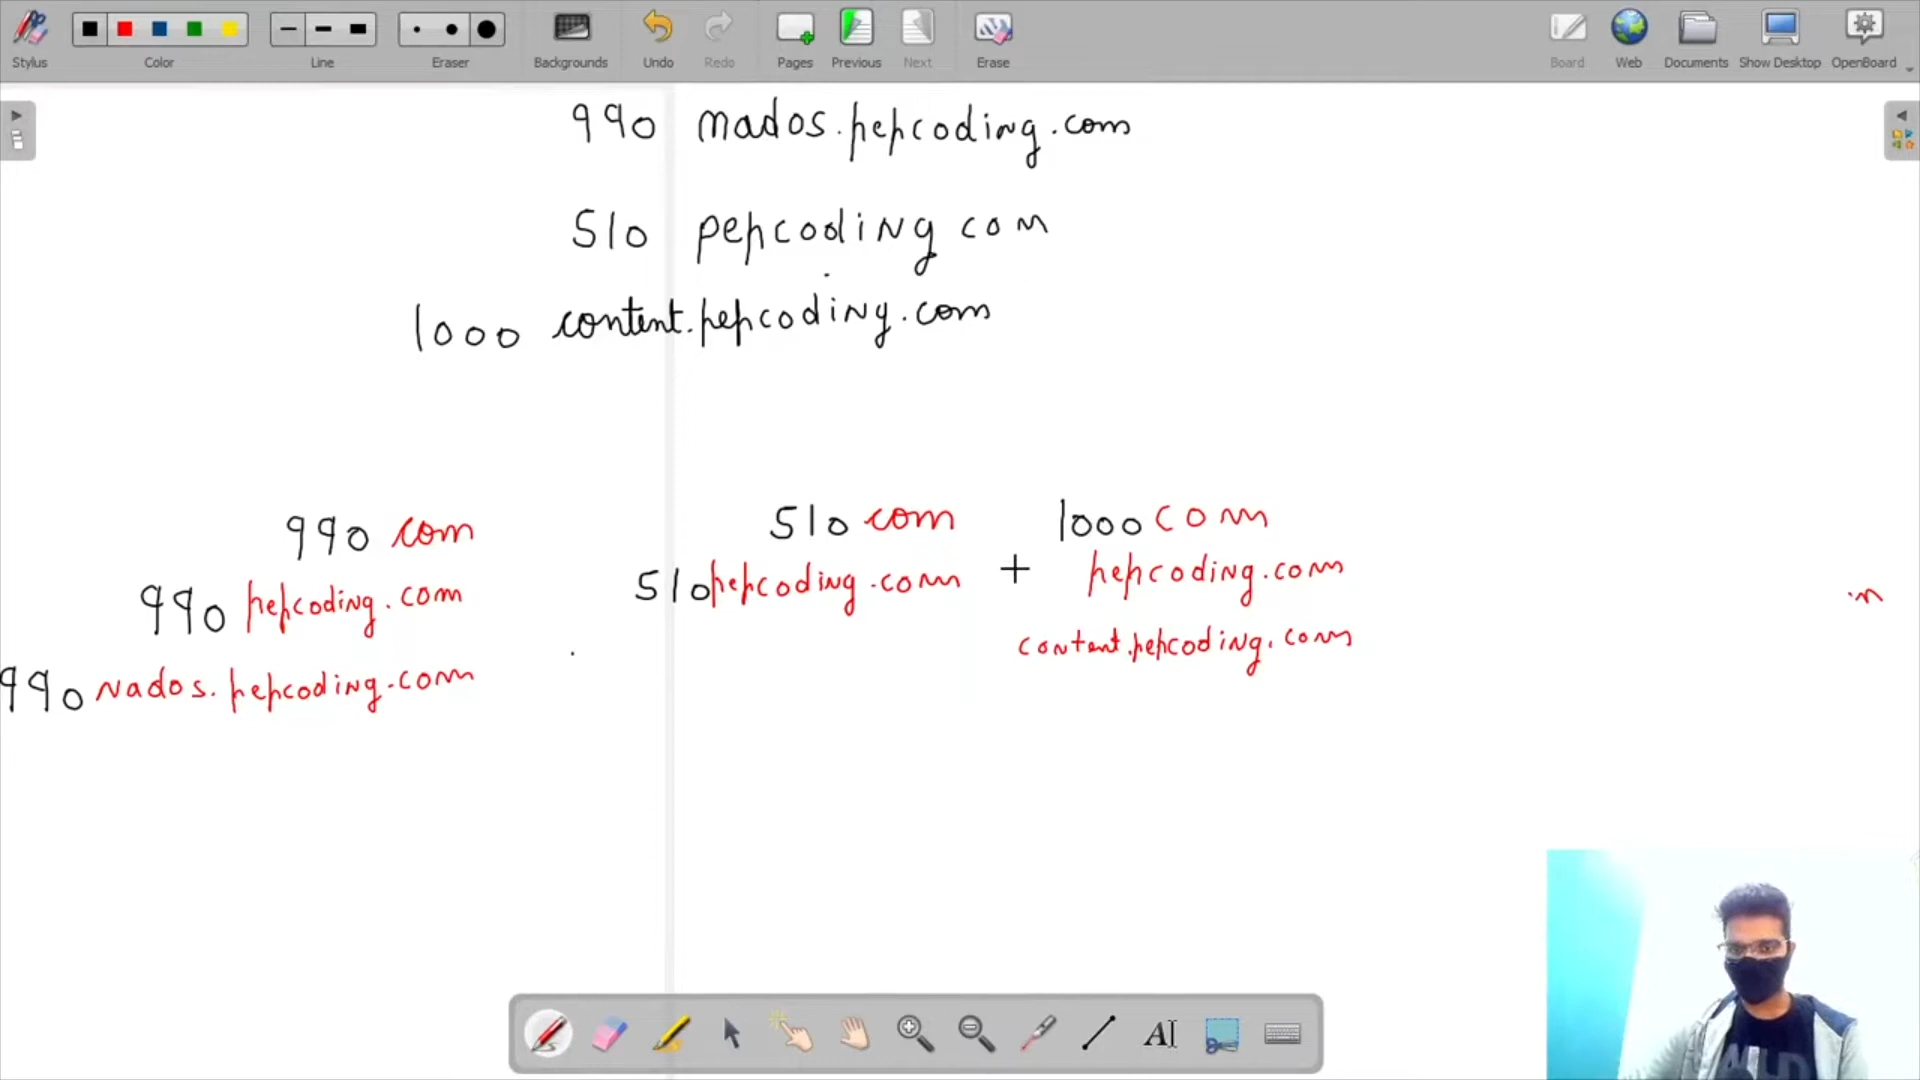 Stylus Color Line Eraser Backgrounds Undo Redo Pages Previous Next Erase Board Web Documents Show Desktop OpenBoard
990 nados.pepcoding.com
510 pepcoding com
1000 content.pepcoding.com
990 com
990 pepcoding.com
990 nados.pepcoding.com
510 com
510 pepcoding.com
+
1000 com
pepcoding.com
content.pepcoding.com
.in